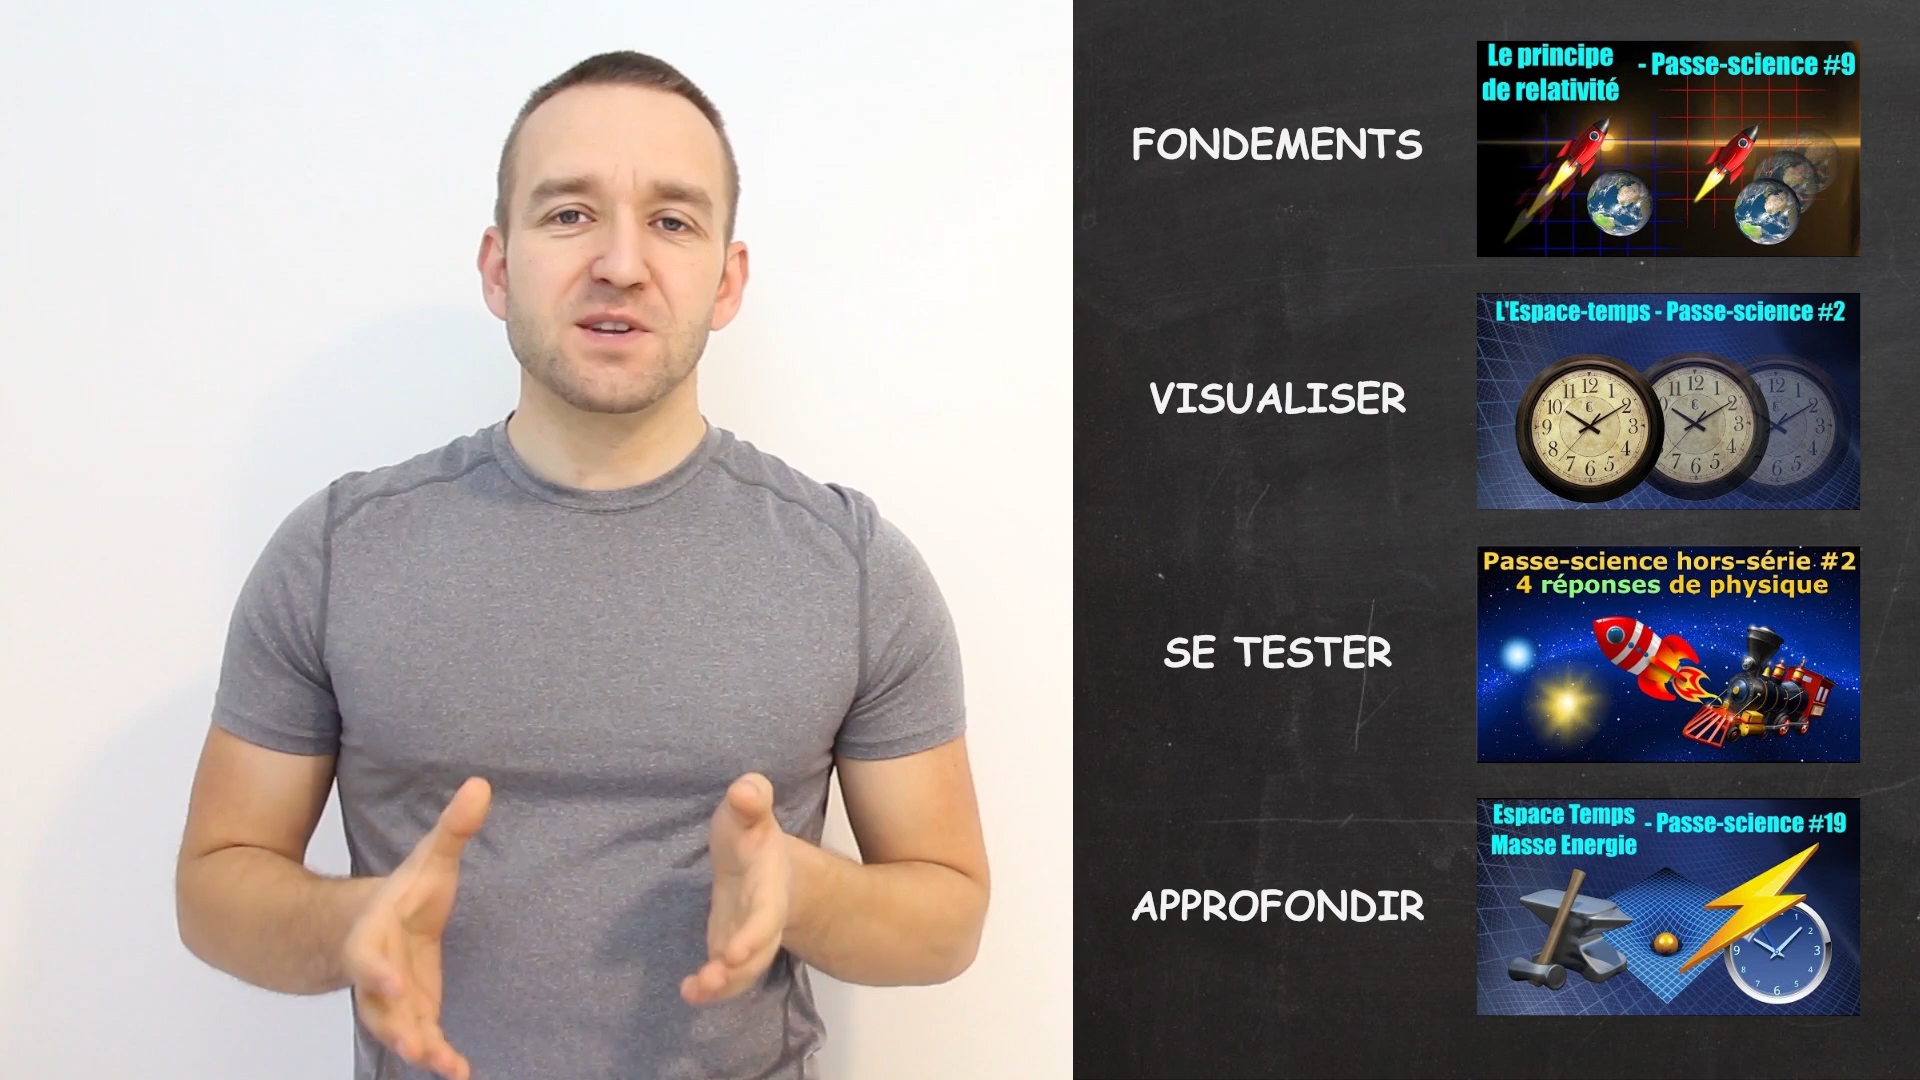 FONDEMENTS
Le principe
de relativité
- Passe-science #9
VISUALISER
L'Espace-temps - Passe-science #2
SE TESTER
Passe-science hors-série #2
4 réponses de physique
APPROFONDIR
Espace Temps
Masse Energie
- Passe-science #19